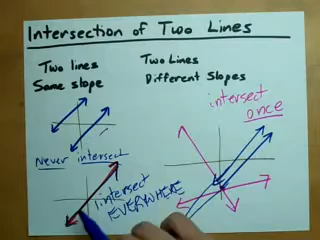 Intersection of Two Lines
Two lines
Same slope
Never intersect
intersect
EVERYWHERE
Two Lines
Different Slopes
intersect
once